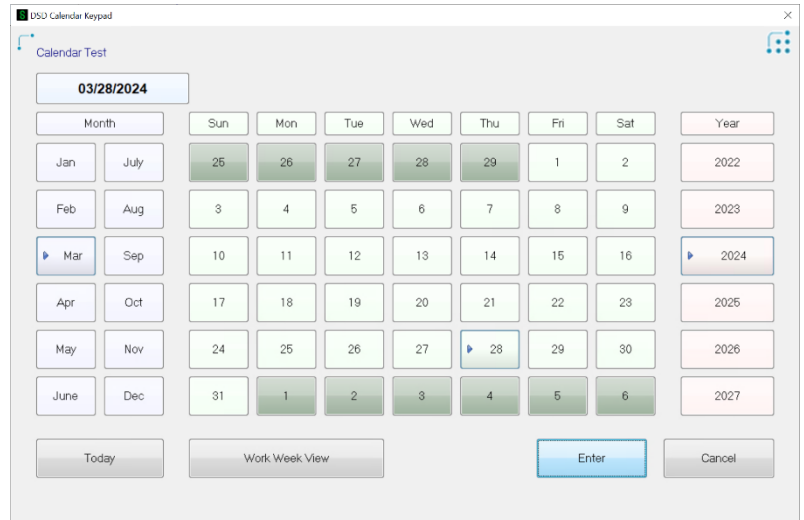 DSD Calendar Keypad
Calendar Test
03/28/2024
Month Sun Mon Tue Wed Thu Fri Sat Year
Jan July 25 26 27 28 29 1 2 2022
Feb Aug 3 4 5 6 7 8 9 2023
Mar Sep 10 11 12 13 14 15 16 2024
Apr Oct 17 18 19 20 21 22 23 2025
May Nov 24 25 26 27 28 29 30 2026
June Dec 31 1 2 3 4 5 6 2027
Today Work Week View Enter Cancel